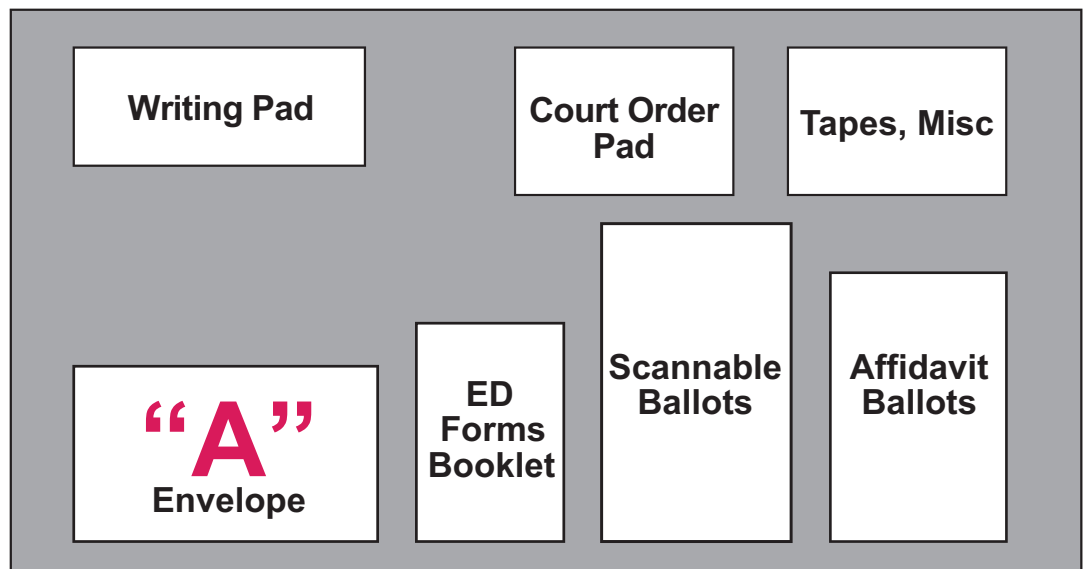 Writing Pad
Court Order
Pad
Tapes, Misc
“A”
Envelope
ED
Forms
Booklet
Scannable
Ballots
Affidavit
Ballots